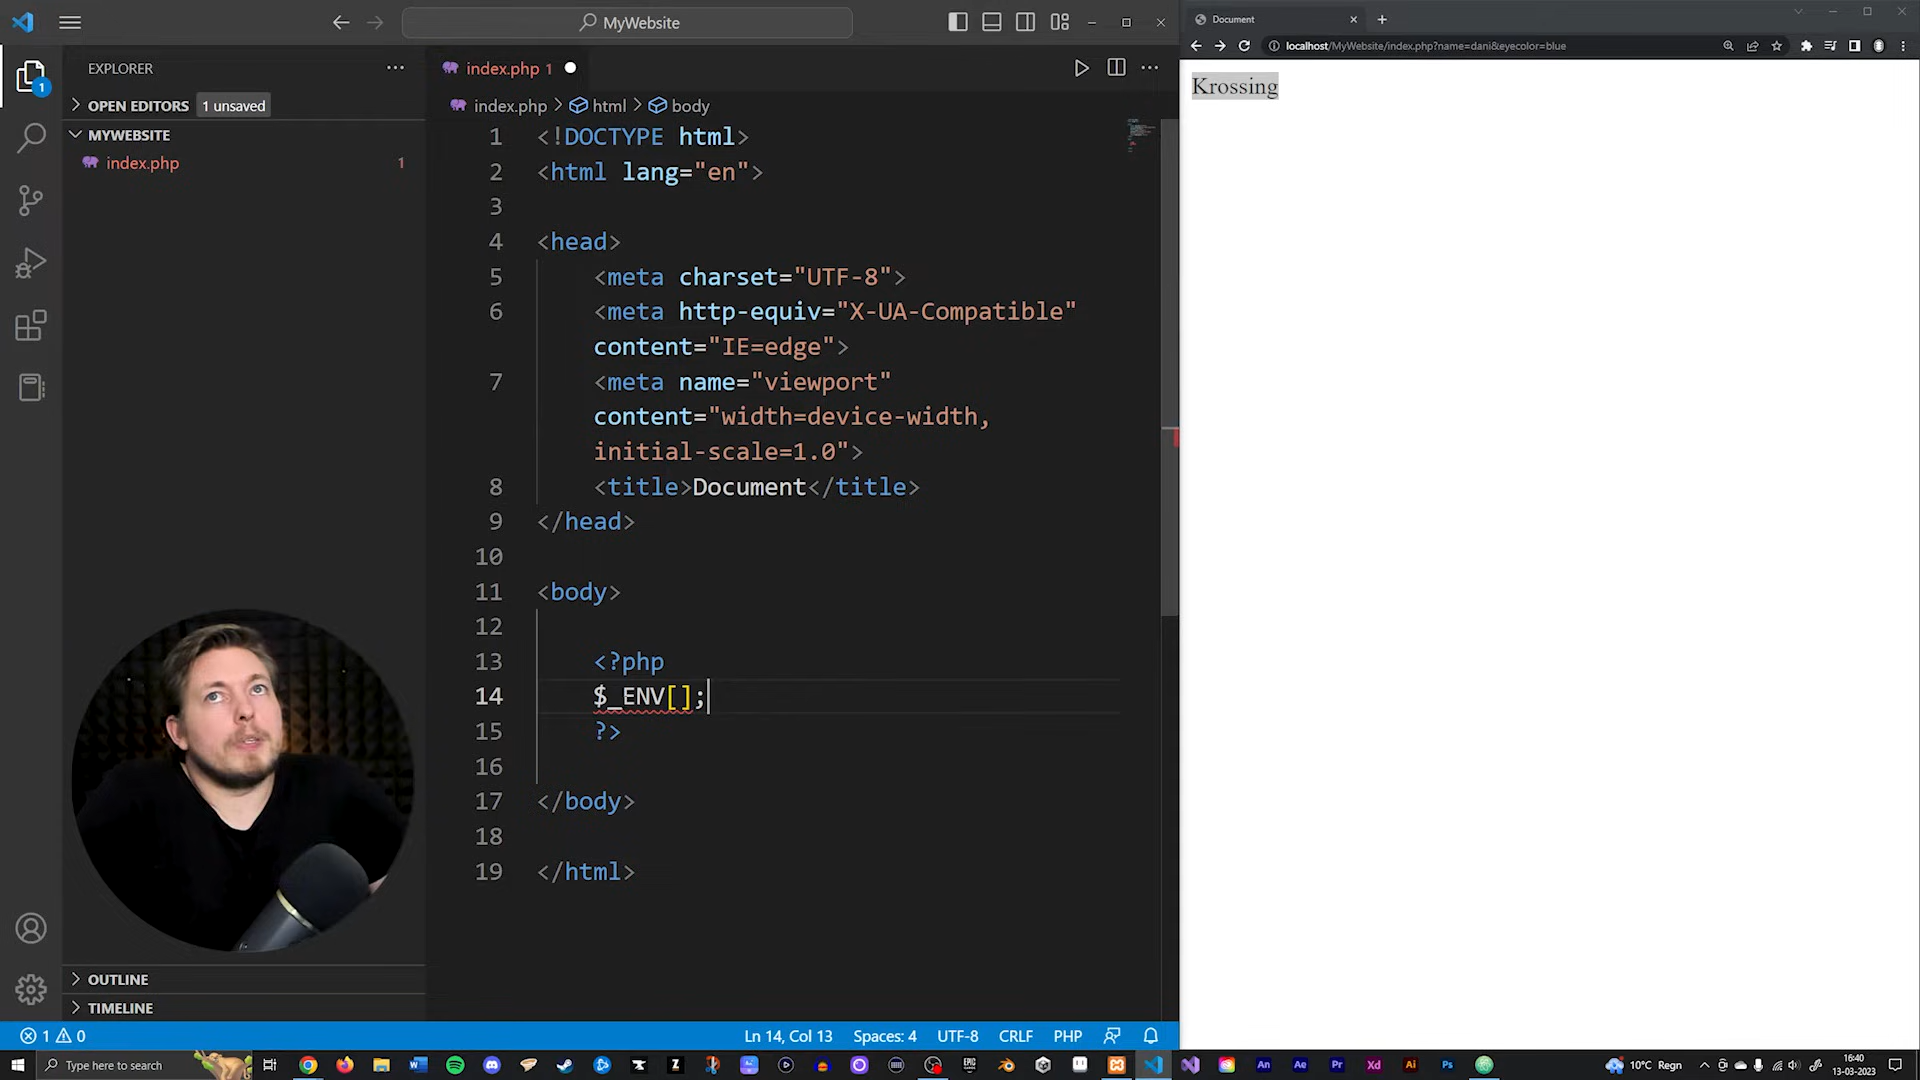 MyWebsite
EXPLORER
OPEN EDITORS 1 unsaved
MYWEBSITE
index.php 1
OUTLINE
TIMELINE
index.php 1
index.php > html > body
1 <!DOCTYPE html>
2 <html lang="en">
3
4 <head>
5 <meta charset="UTF-8">
6 <meta http-equiv="X-UA-Compatible"
content="IE=edge">
7 <meta name="viewport"
content="width=device-width,
initial-scale=1.0">
8 <title>Document</title>
9 </head>
10
11 <body>
12
13 <?php
14 $_ENV[];
15 ?>
16
17 </body>
18
19 </html>
1 0
Ln 14, Col 13 Spaces: 4 UTF-8 CRLF PHP
Document
localhost/MyWebsite/index.php?name=dani&eyecolor=blue
Krossing
Type here to search
10°C Regn
16:40
13-03-2023